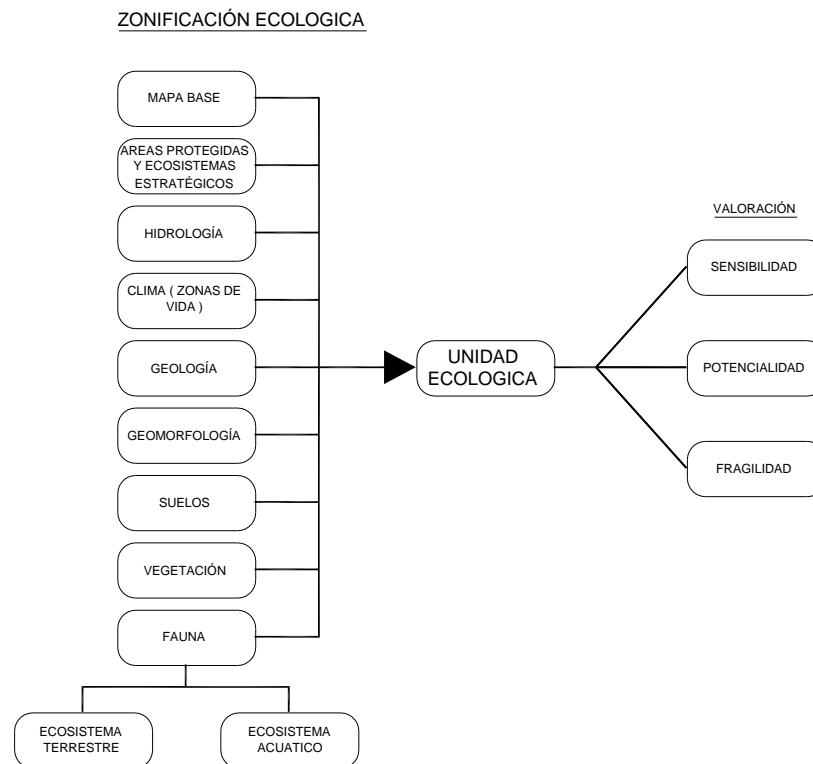 ZONIFICACIÓN ECOLOGICA
MAPA BASE
AREAS PROTEGIDAS
Y ECOSISTEMAS
ESTRATÉGICOS
HIDROLOGÍA
CLIMA ( ZONAS DE
VIDA )
GEOLOGÍA
GEOMORFOLOGÍA
SUELOS
VEGETACIÓN
FAUNA
ECOSISTEMA
TERRESTRE
ECOSISTEMA
ACUATICO
UNIDAD
ECOLOGICA
VALORACIÓN
SENSIBILIDAD
POTENCIALIDAD
FRAGILIDAD